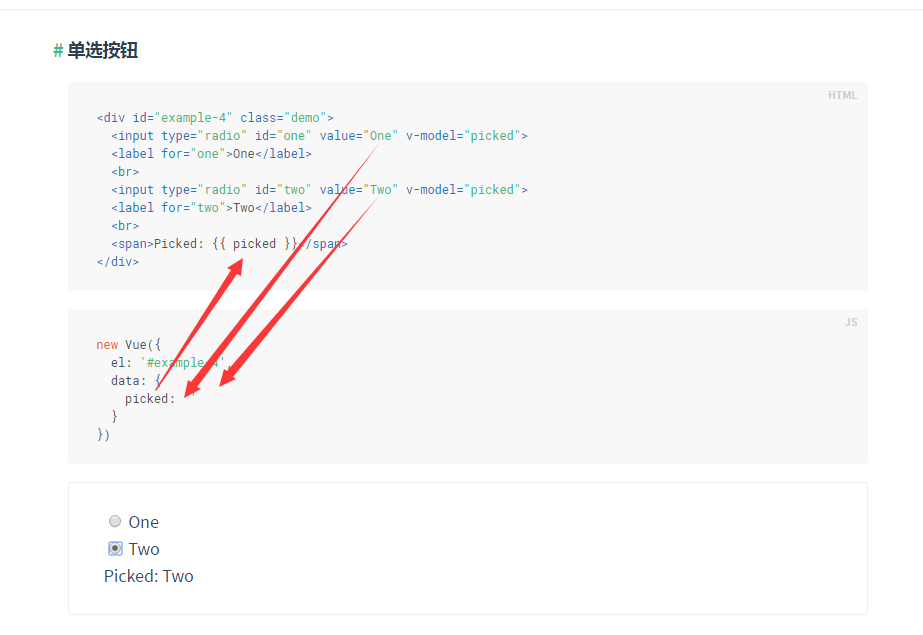 # 单选按钮
HTML
<div id="example-4" class="demo">
<input type="radio" id="one" value="One" v-model="picked">
<label for="one">One</label>
<br>
<input type="radio" id="two" value="Two" v-model="picked">
<label for="two">Two</label>
<br>
<span>Picked: {{ picked }}</span>
</div>
JS
new Vue({
el: '#example-4',
data: {
picked:
}
})
One
Two
Picked: Two